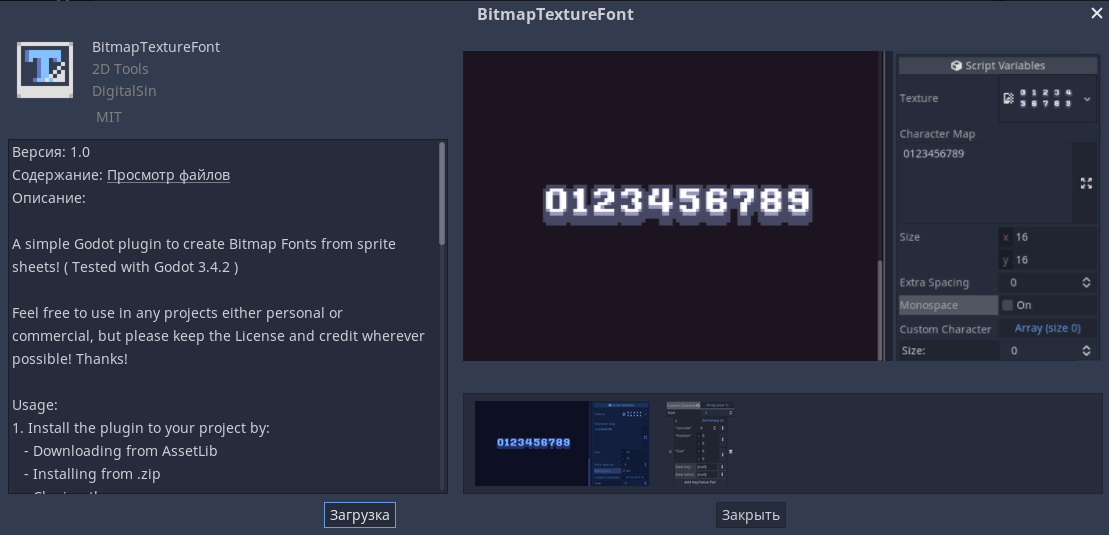 BitmapTextureFont
BitmapTextureFont
2D Tools
DigitalSin
MIT
Версия: 1.0
Содержание: Просмотр файлов
Описание:
A simple Godot plugin to create Bitmap Fonts from sprite
sheets! ( Tested with Godot 3.4.2 )
Feel free to use in any projects either personal or
commercial, but please keep the License and credit wherever
possible! Thanks!
Usage:
1. Install the plugin to your project by:
- Downloading from AssetLib
- Installing from .zip
0123456789
Script Variables
Texture
0 1 2 3 4
5 6 7 8 9
Character Map
0123456789
Size
x 16
y 16
Extra Spacing 0
Monospace On
Custom Character Array (size 0)
Size: 0
0123456789
Загрузка
Закрыть